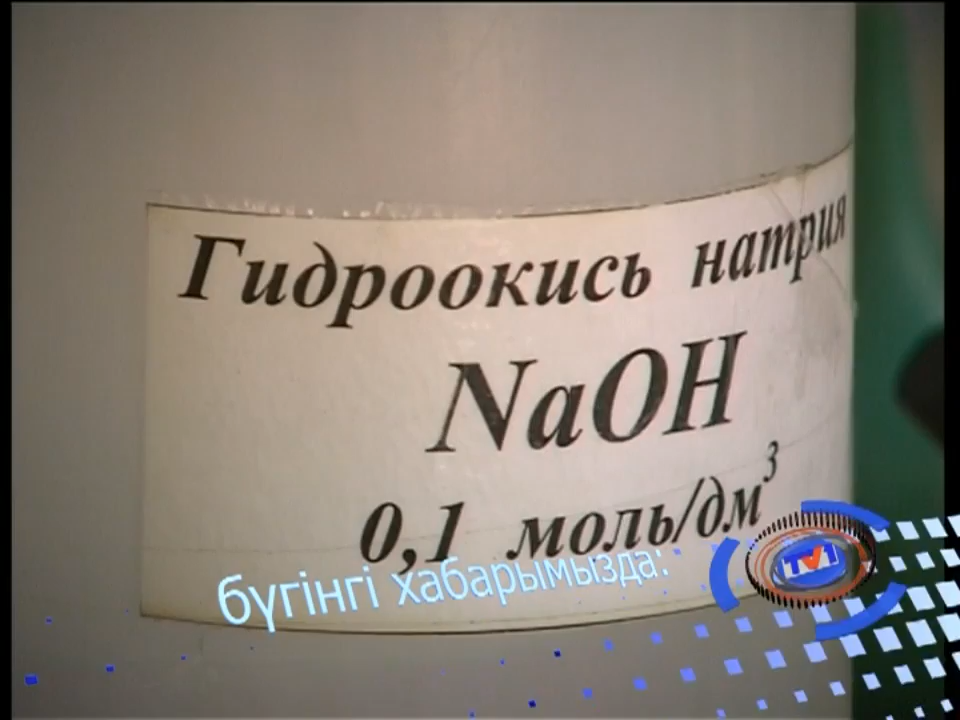 Гидроокись натрия
NaOH
0,1 моль/дм³
бүгінгі хабарымызда:
TV1